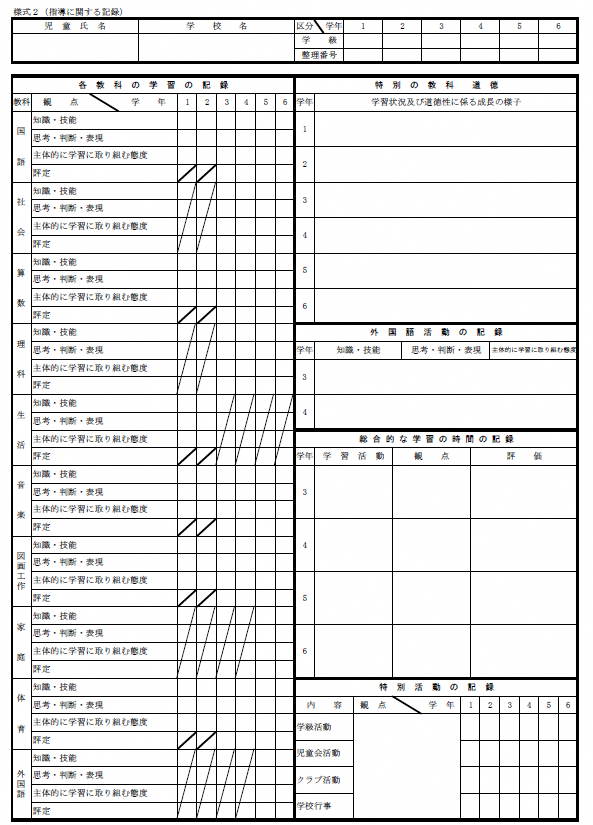 様式２（指導に関する記録）
児童氏名 学校名 区分 学年 1 2 3 4 5 6
学級
整理番号
各教科の学習の記録
教科 観点 学年 1 2 3 4 5 6
国語
知識・技能
思考・判断・表現
主体的に学習に取り組む態度
評定
社会
知識・技能
思考・判断・表現
主体的に学習に取り組む態度
評定
算数
知識・技能
思考・判断・表現
主体的に学習に取り組む態度
評定
理科
知識・技能
思考・判断・表現
主体的に学習に取り組む態度
評定
生活
知識・技能
思考・判断・表現
主体的に学習に取り組む態度
評定
音楽
知識・技能
思考・判断・表現
主体的に学習に取り組む態度
評定
図画工作
知識・技能
思考・判断・表現
主体的に学習に取り組む態度
評定
家庭
知識・技能
思考・判断・表現
主体的に学習に取り組む態度
評定
体育
知識・技能
思考・判断・表現
主体的に学習に取り組む態度
評定
外国語
知識・技能
思考・判断・表現
主体的に学習に取り組む態度
評定
特別の教科 道徳
学年 学習状況及び道徳性に係る成長の様子
1
2
3
4
5
6
外国語活動の記録
学年 知識・技能 思考・判断・表現 主体的に学習に取り組む態度
3
4
総合的な学習の時間の記録
学年 学習活動 観点 評価
3
4
5
6
特別活動の記録
内容 観点 学年 1 2 3 4 5 6
学級活動
児童会活動
クラブ活動
学校行事